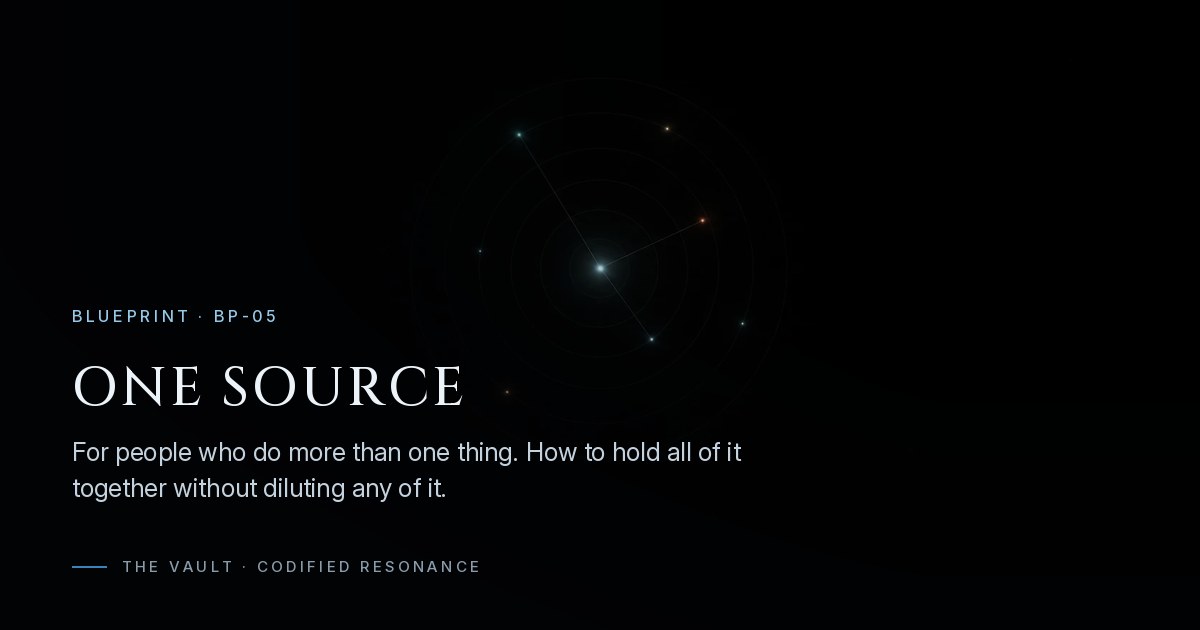 BLUEPRINT · BP-05
ONE SOURCE
For people who do more than one thing. How to hold all of it
together without diluting any of it.
THE VAULT · CODIFIED RESONANCE